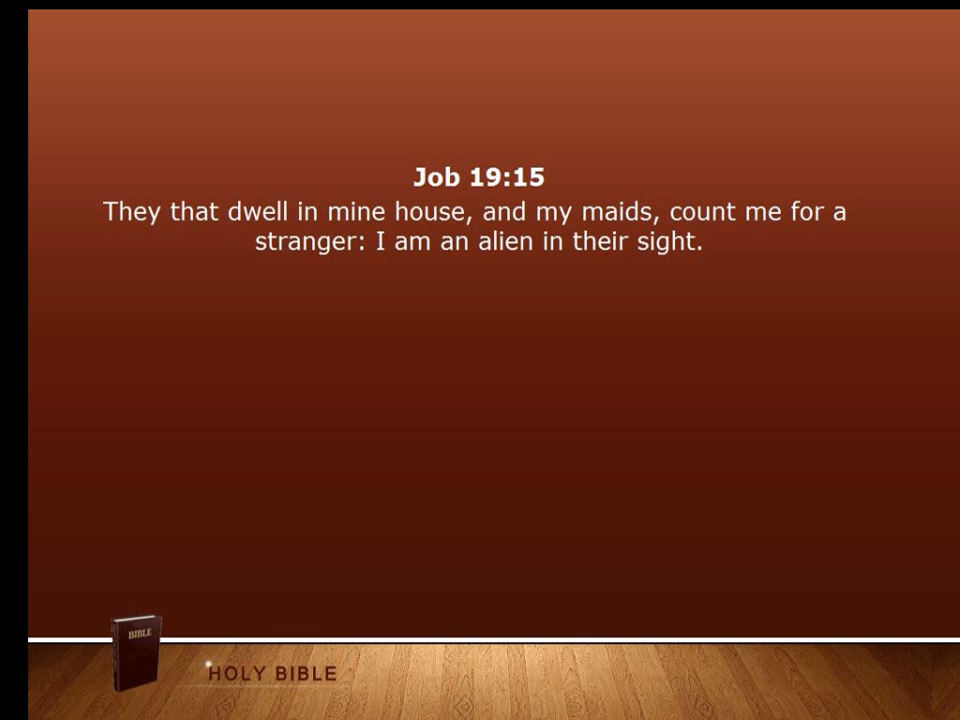 Job 19:15
They that dwell in mine house, and my maids, count me for a
stranger: I am an alien in their sight.
BIBLE
HOLY BIBLE